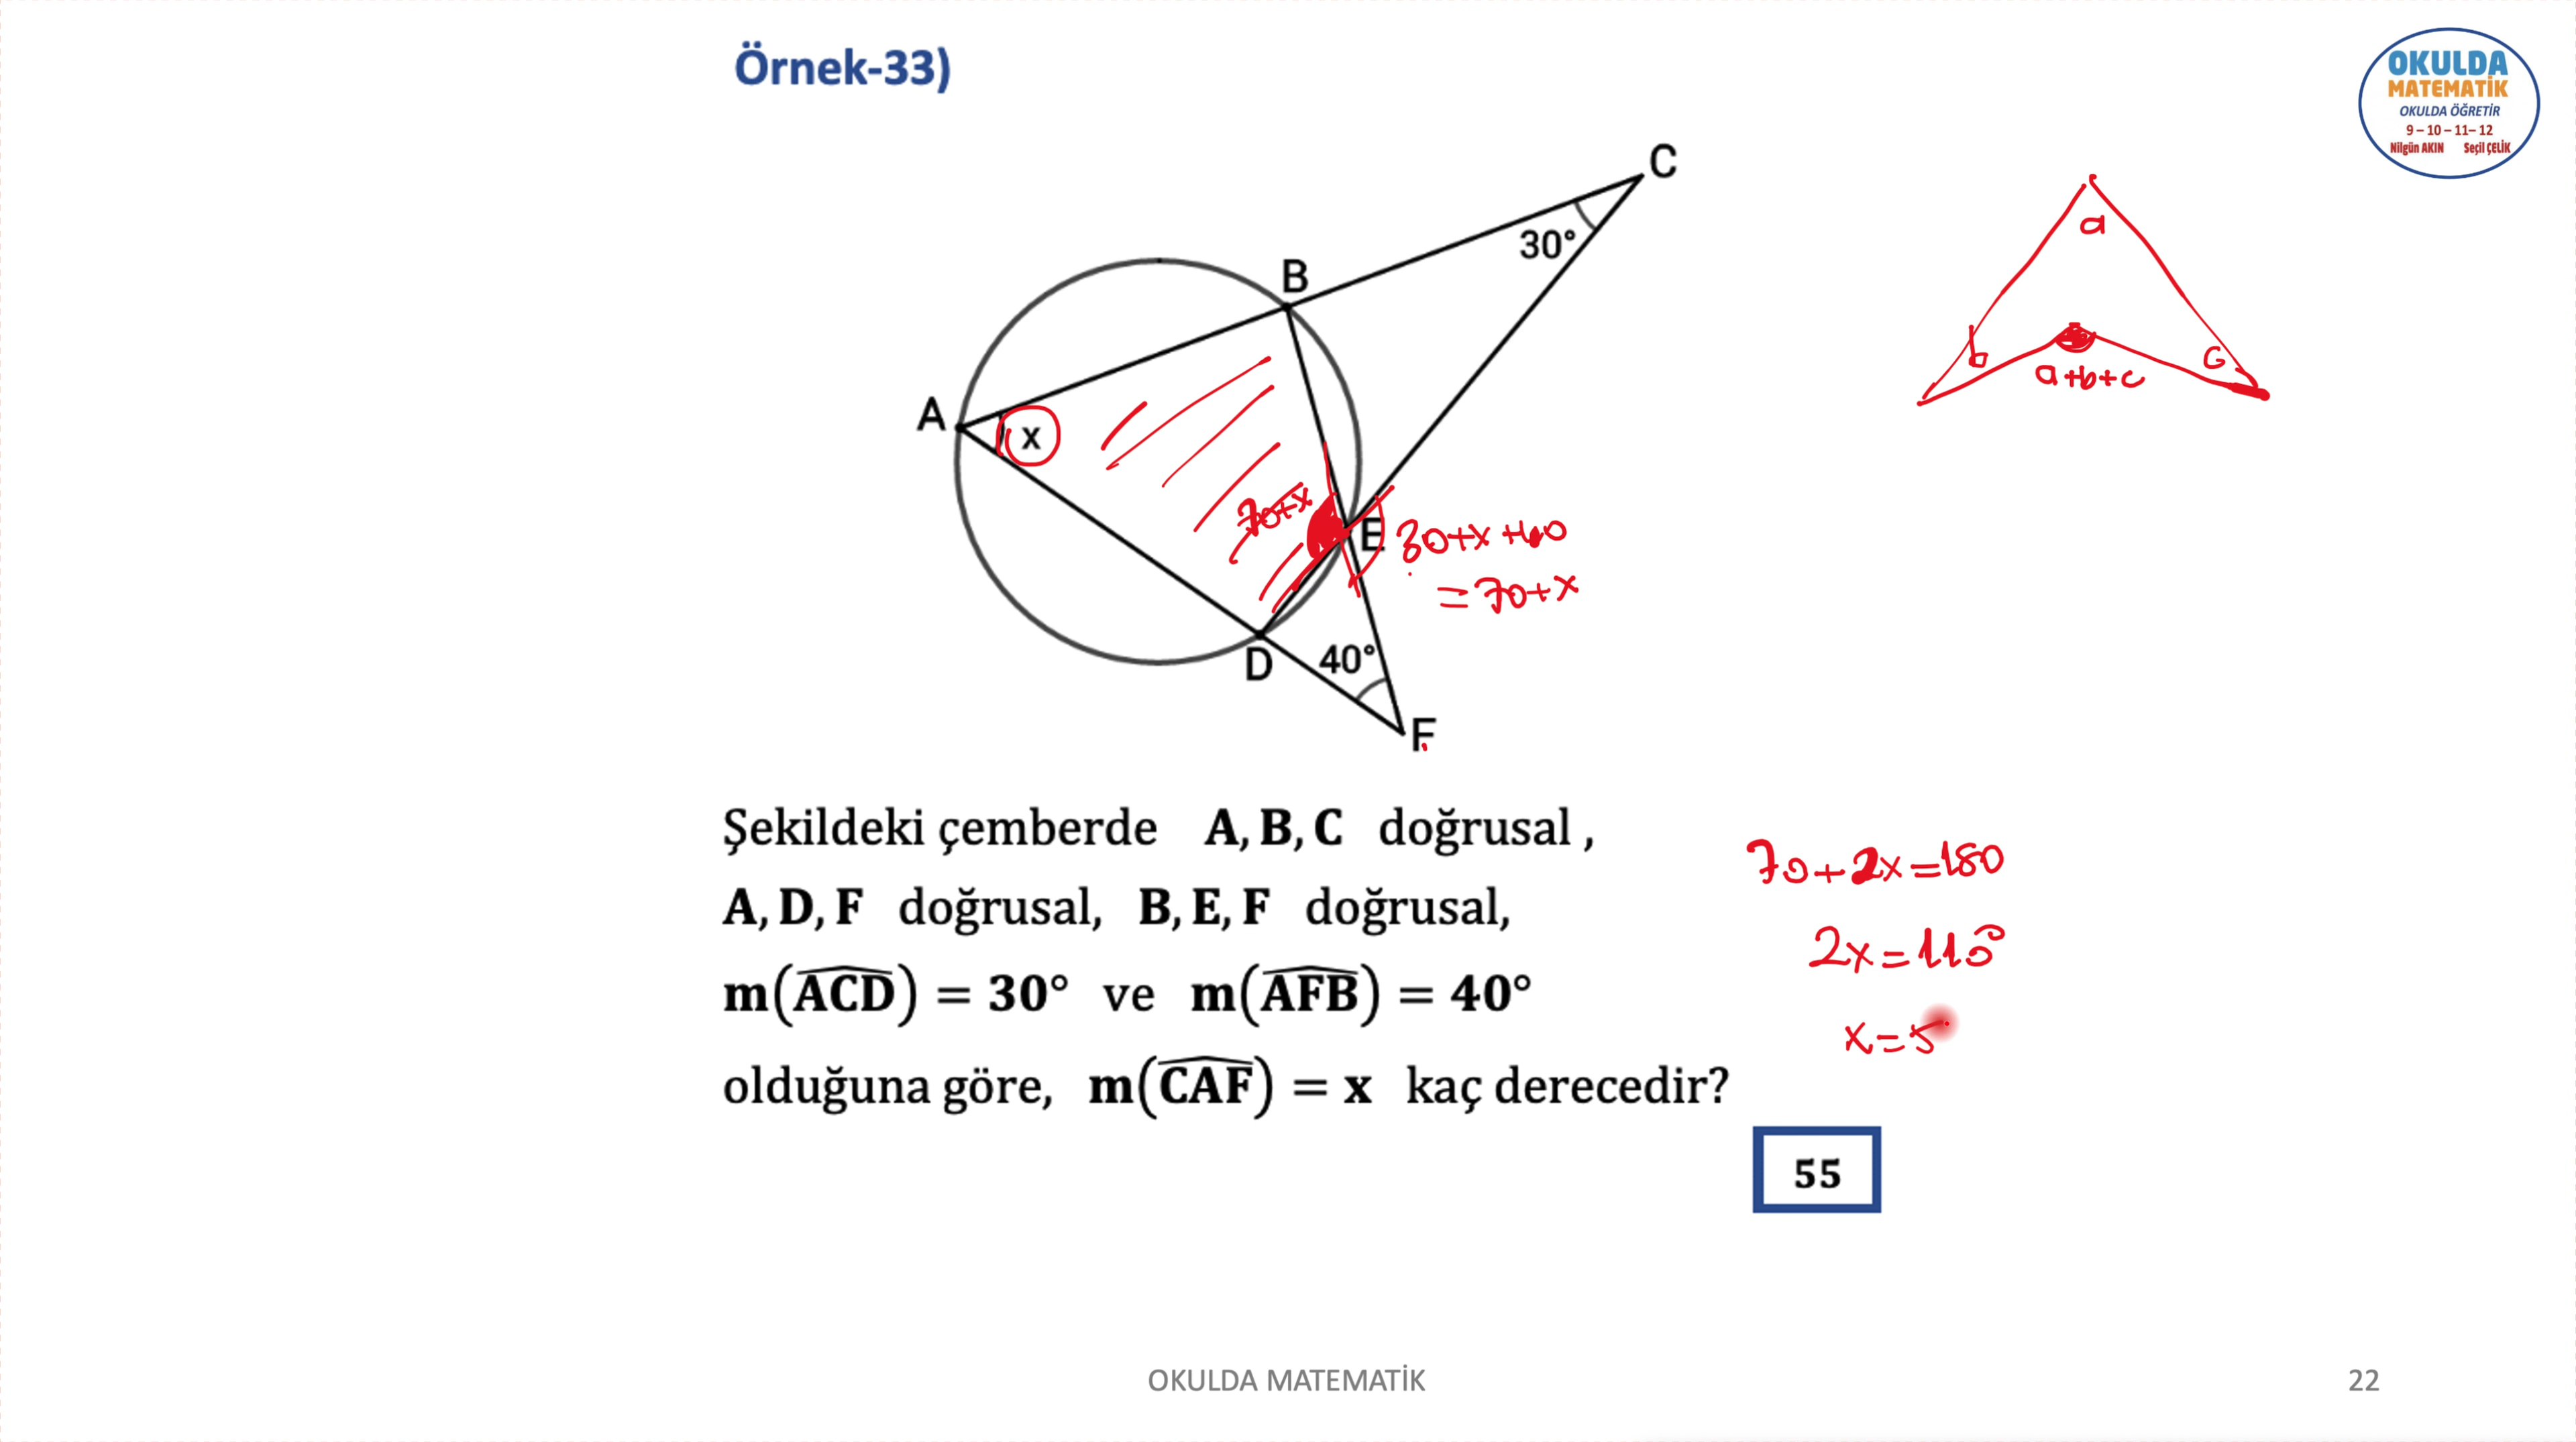 Örnek-33)
OKULDA
MATEMATİK
OKULDA ÖĞRETİR
9 – 10 – 11– 12
Nilgün AKIN Seçil ÇELİK
C
30°
B
A
x
70+x
E
30+x+40
=70+x
D
40°
F
a
b
c
a+b+c
Şekildeki çemberde A, B, C doğrusal ,
A, D, F doğrusal, B, E, F doğrusal,
m(ACD) = 30° ve m(AFB) = 40°
olduğuna göre, m(CAF) = x kaç derecedir?
70+2x=180
2x=110
x=5
55
OKULDA MATEMATİK
22